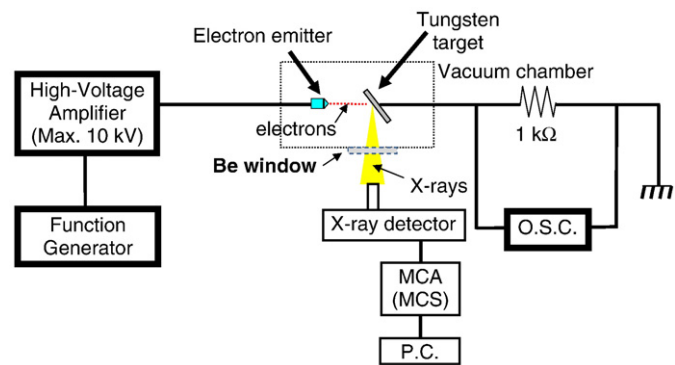 Electron emitter
Tungsten
target
Vacuum chamber
High-Voltage
Amplifier
(Max. 10 kV)
electrons
1 kΩ
Be window
X-rays
Function
Generator
X-ray detector
O.S.C.
MCA
(MCS)
P.C.